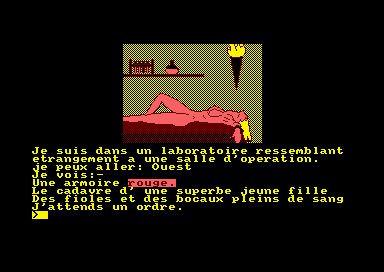 Je suis dans un laboratoire ressemblant
etrangement a une salle d'operation.
je peux aller: Ouest
Je vois:-
Une armoire rouge.
Le cadavre d' une superbe jeune fille
Des fioles et des bocaux pleins de sang
J'attends un ordre.
>